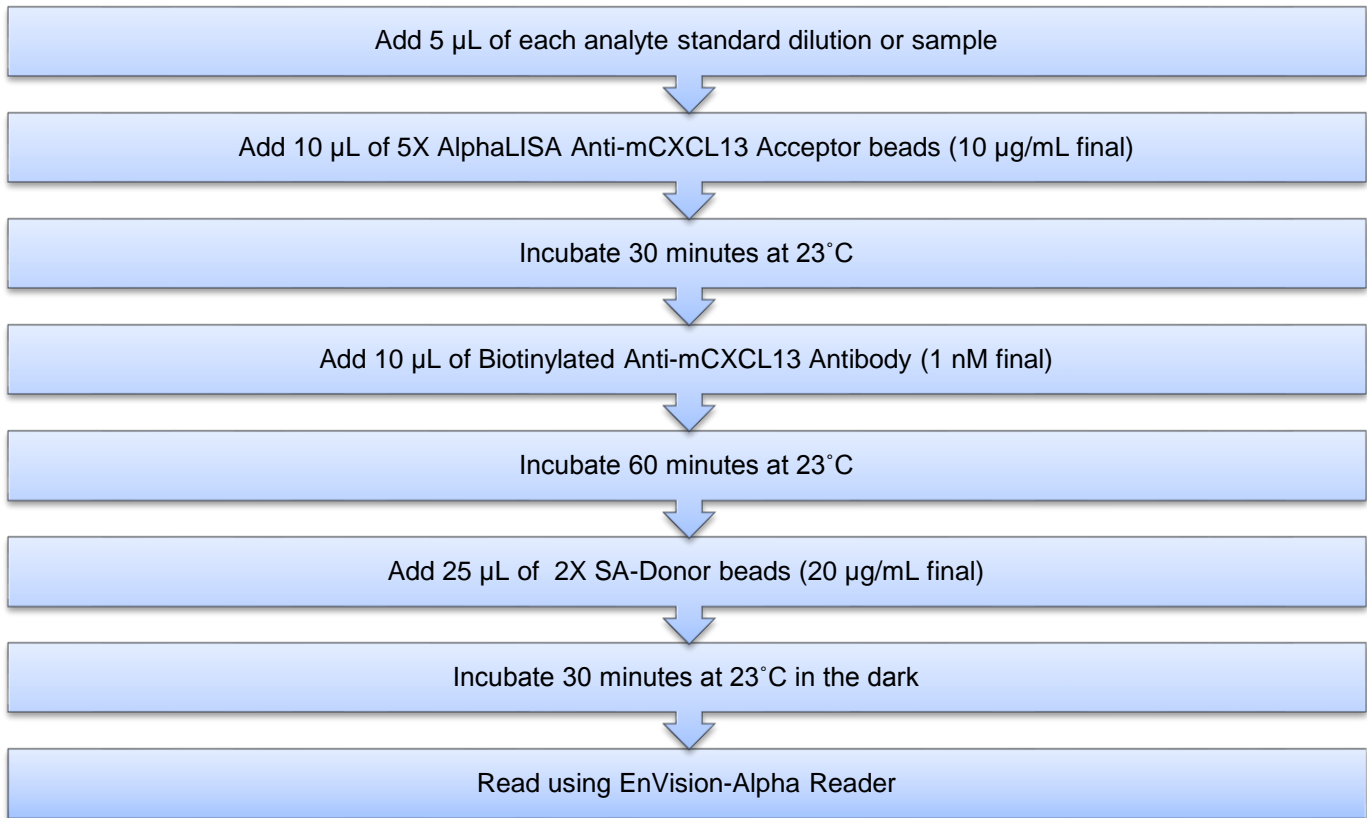 Add 5 µL of each analyte standard dilution or sample
Add 10 µL of 5X AlphaLISA Anti-mCXCL13 Acceptor beads (10 µg/mL final)
Incubate 30 minutes at 23˚C
Add 10 µL of Biotinylated Anti-mCXCL13 Antibody (1 nM final)
Incubate 60 minutes at 23˚C
Add 25 µL of  2X SA-Donor beads (20 µg/mL final)
Incubate 30 minutes at 23˚C in the dark
Read using EnVision-Alpha Reader